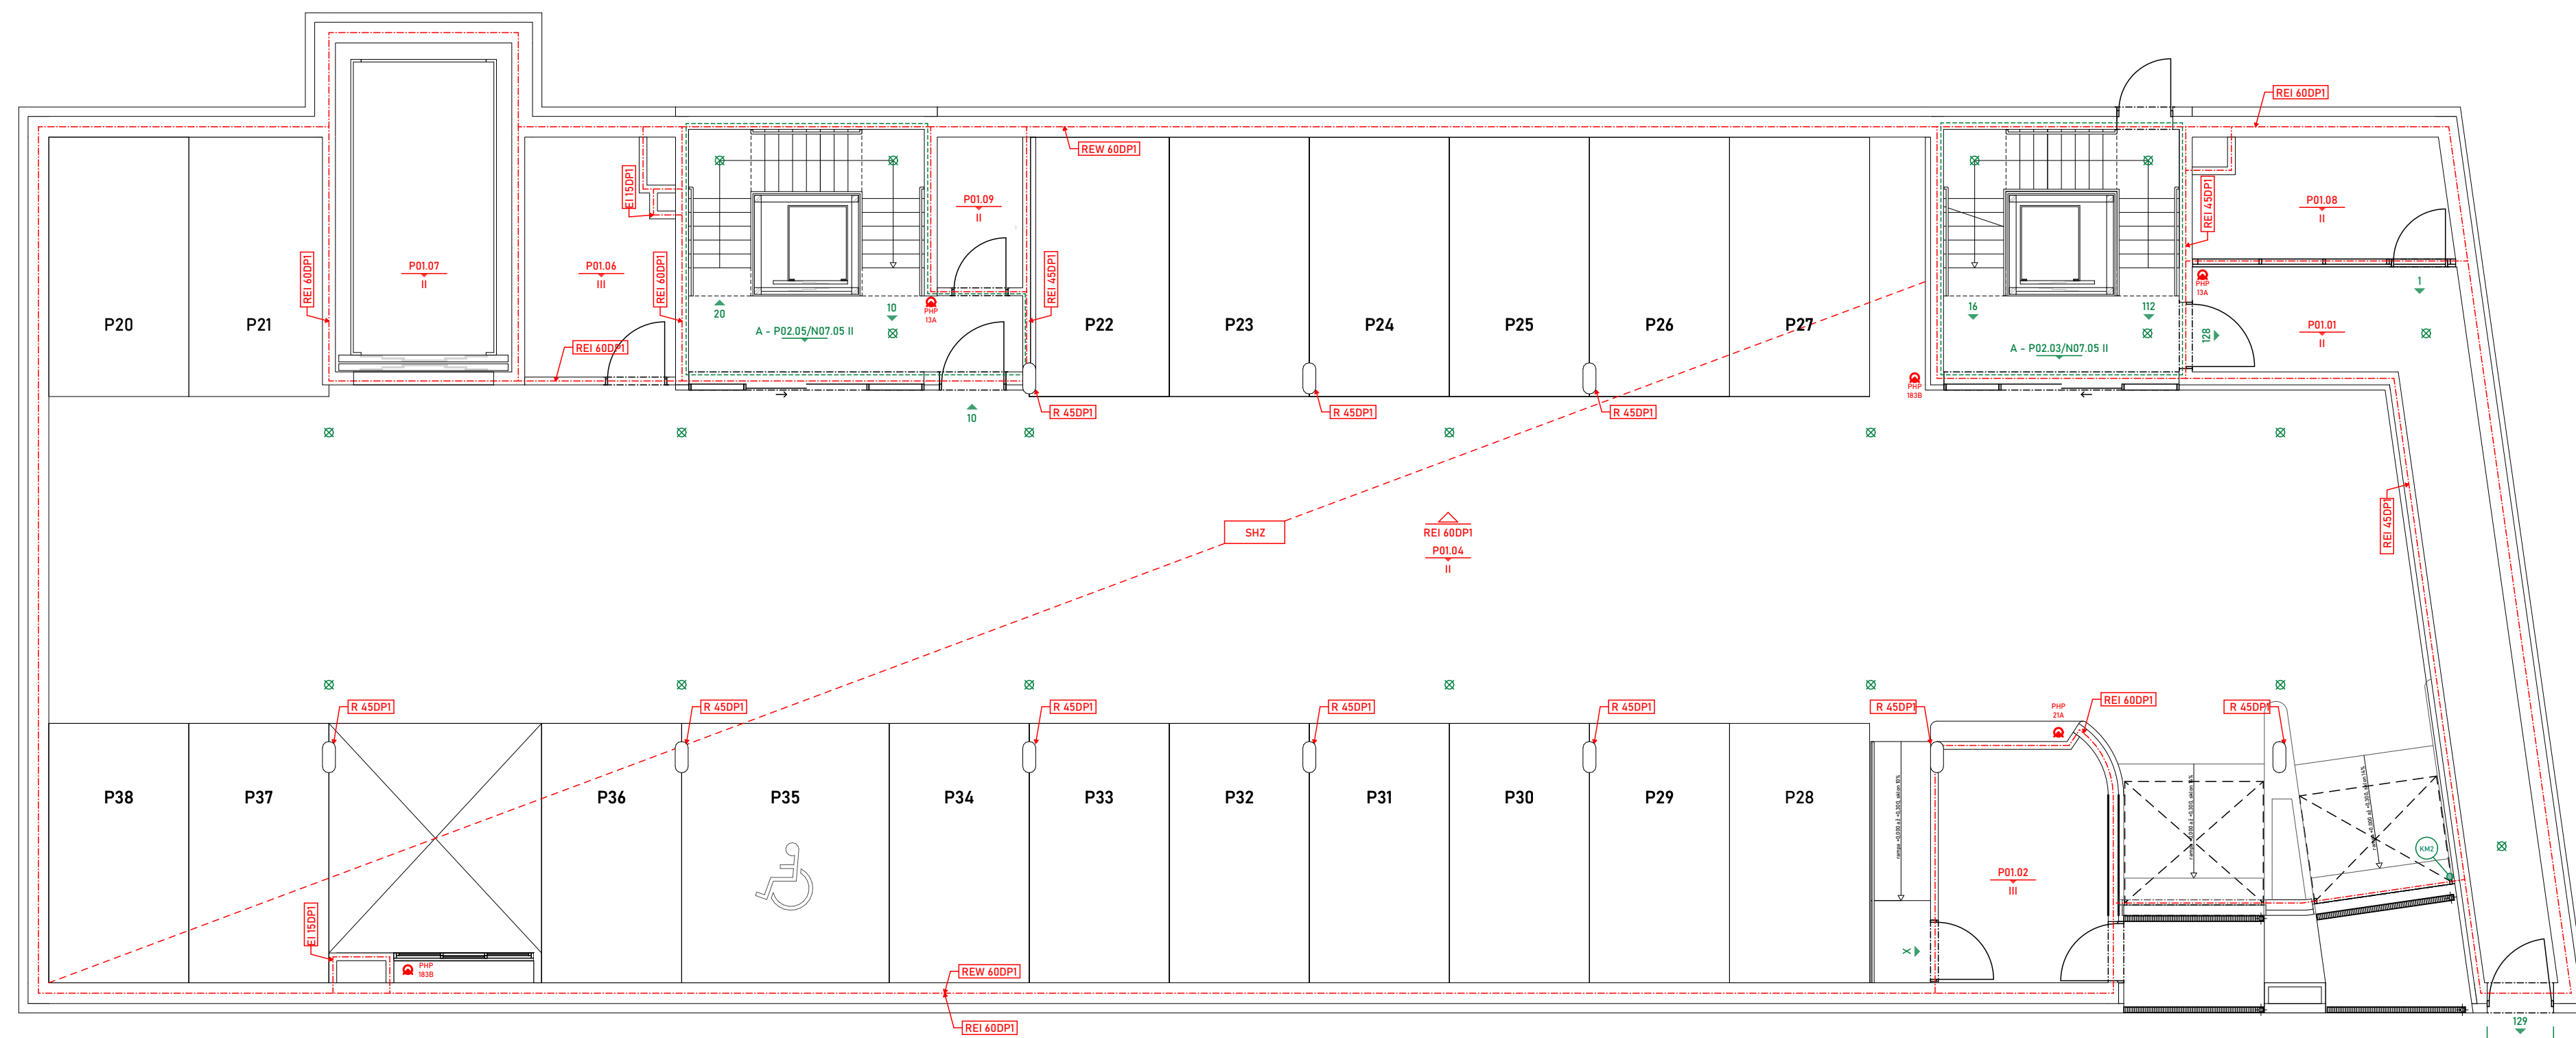 REI 60DP1
REW 60DP1
EI 15DP1
P01.09
II
P01.08
II
REI 45DP1
REI 60DP1
P01.07
II
P01.06
III
REI 60DP1
REI 45DP1
PHP
13A
PHP
13A
1
20
10
16
112
128
P20
P21
A - P02.05/N07.05 II
P22
P23
P24
P25
P26
P27
A - P02.03/N07.05 II
P01.01
II
REI 60DP1
PHP
183B
10
R 45DP1
R 45DP1
R 45DP1
SHZ
REI 60DP1
P01.04
II
REI 45DP1
R 45DP1
R 45DP1
R 45DP1
R 45DP1
R 45DP1
R 45DP1
PHP
21A
REI 60DP1
R 45DP1
P38
P37
P36
P35
P34
P33
P32
P31
P30
P29
P28
KM2
P01.02
III
EI 15DP1
X
PHP
183B
REW 60DP1
REI 60DP1
129